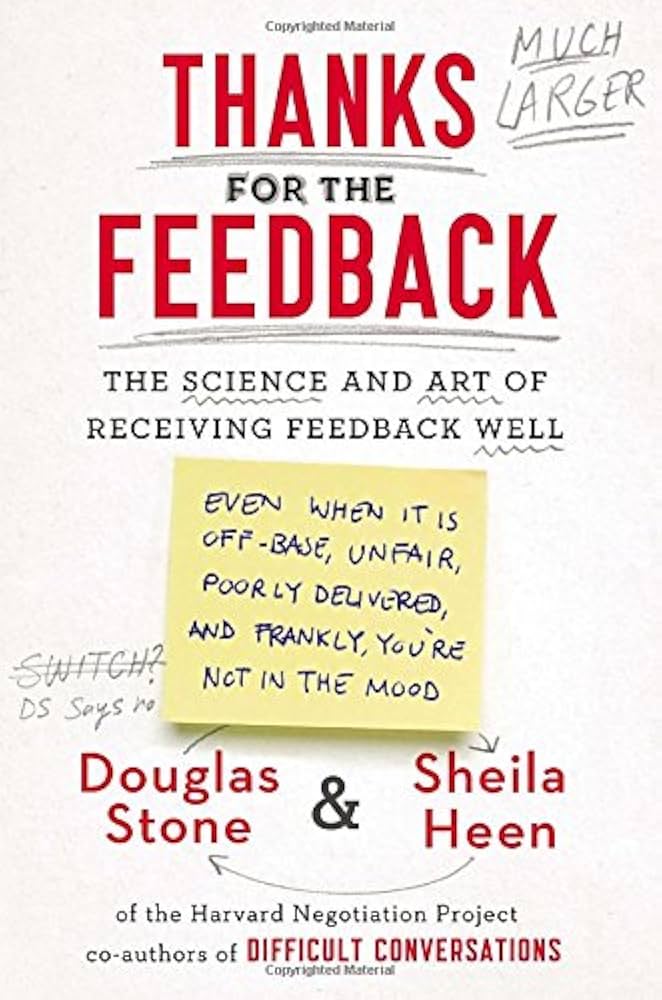 Copyrighted Material
MUCH
LARGER
THANKS
FOR THE
FEEDBACK
THE SCIENCE AND ART OF
RECEIVING FEEDBACK WELL
EVEN WHEN IT IS
OFF-BASE, UNFAIR,
POORLY DELIVERED,
AND FRANKLY, YOU'RE
NOT IN THE MOOD
SWITCH?
DS Says no
Douglas
Stone
&
Sheila
Heen
of the Harvard Negotiation Project
co-authors of DIFFICULT CONVERSATIONS
Copyrighted Material